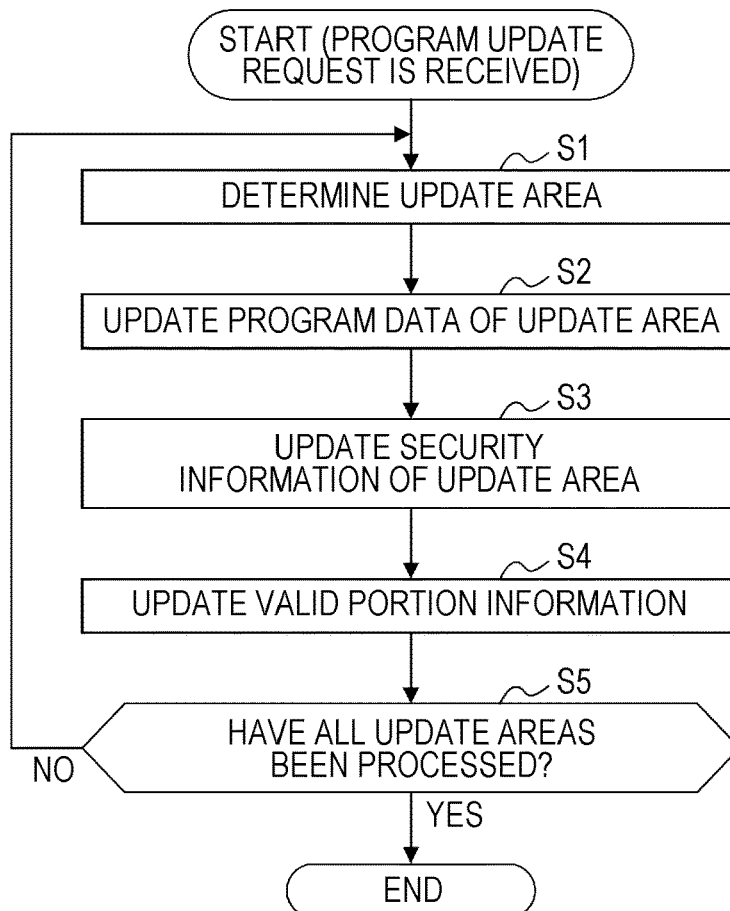 START (PROGRAM UPDATE
REQUEST IS RECEIVED)
S1
DETERMINE UPDATE AREA
S2
UPDATE PROGRAM DATA OF UPDATE AREA
S3
UPDATE SECURITY
INFORMATION OF UPDATE AREA
S4
UPDATE VALID PORTION INFORMATION
S5
HAVE ALL UPDATE AREAS
BEEN PROCESSED?
NO
YES
END